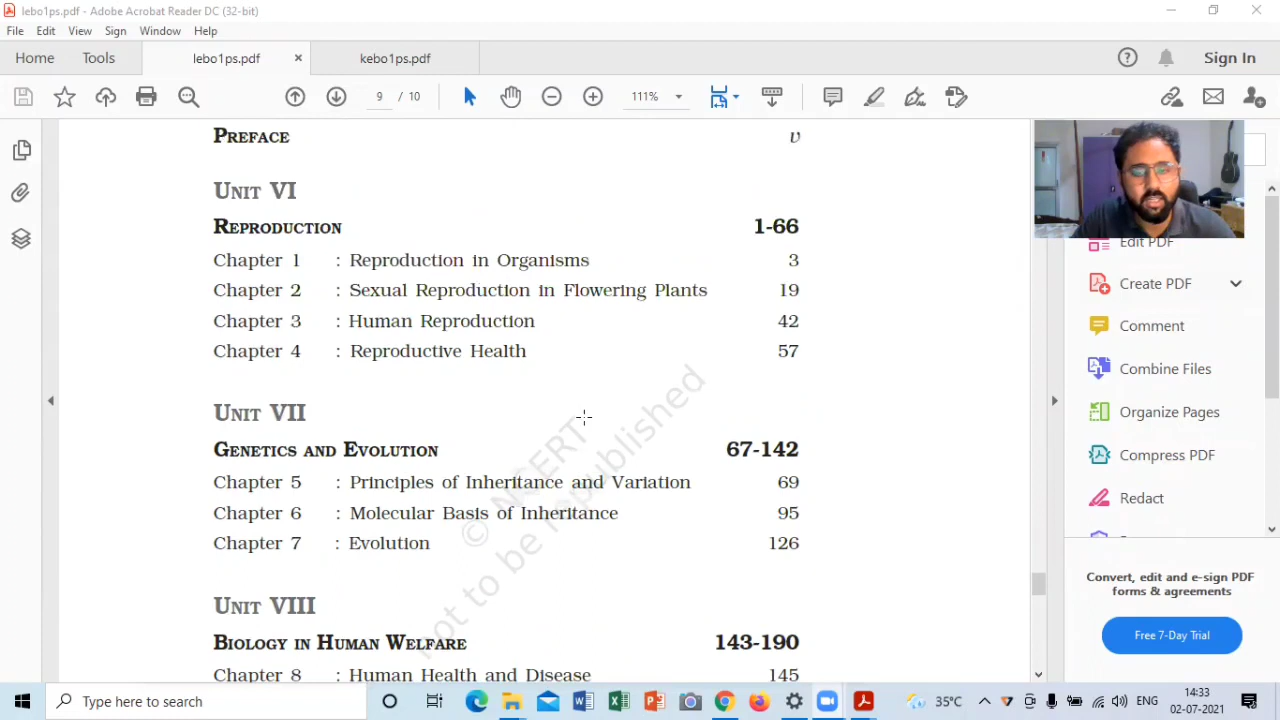 lebo1ps.pdf - Adobe Acrobat Reader DC (32-bit)
File Edit View Sign Window Help
Home Tools lebo1ps.pdf × kebo1ps.pdf Sign In
9 / 10 111%
PREFACE v
UNIT VI
REPRODUCTION 1-66
Chapter 1 : Reproduction in Organisms 3
Chapter 2 : Sexual Reproduction in Flowering Plants 19
Chapter 3 : Human Reproduction 42
Chapter 4 : Reproductive Health 57
UNIT VII
GENETICS AND EVOLUTION 67-142
Chapter 5 : Principles of Inheritance and Variation 69
Chapter 6 : Molecular Basis of Inheritance 95
Chapter 7 : Evolution 126
UNIT VIII
BIOLOGY IN HUMAN WELFARE 143-190
Chapter 8 : Human Health and Disease 145
© NCERT
not to be republished
Edit PDF
Create PDF
Comment
Combine Files
Organize Pages
Compress PDF
Redact
Convert, edit and e-sign PDF
forms & agreements
Free 7-Day Trial
Type here to search
35°C ENG 14:33
02-07-2021